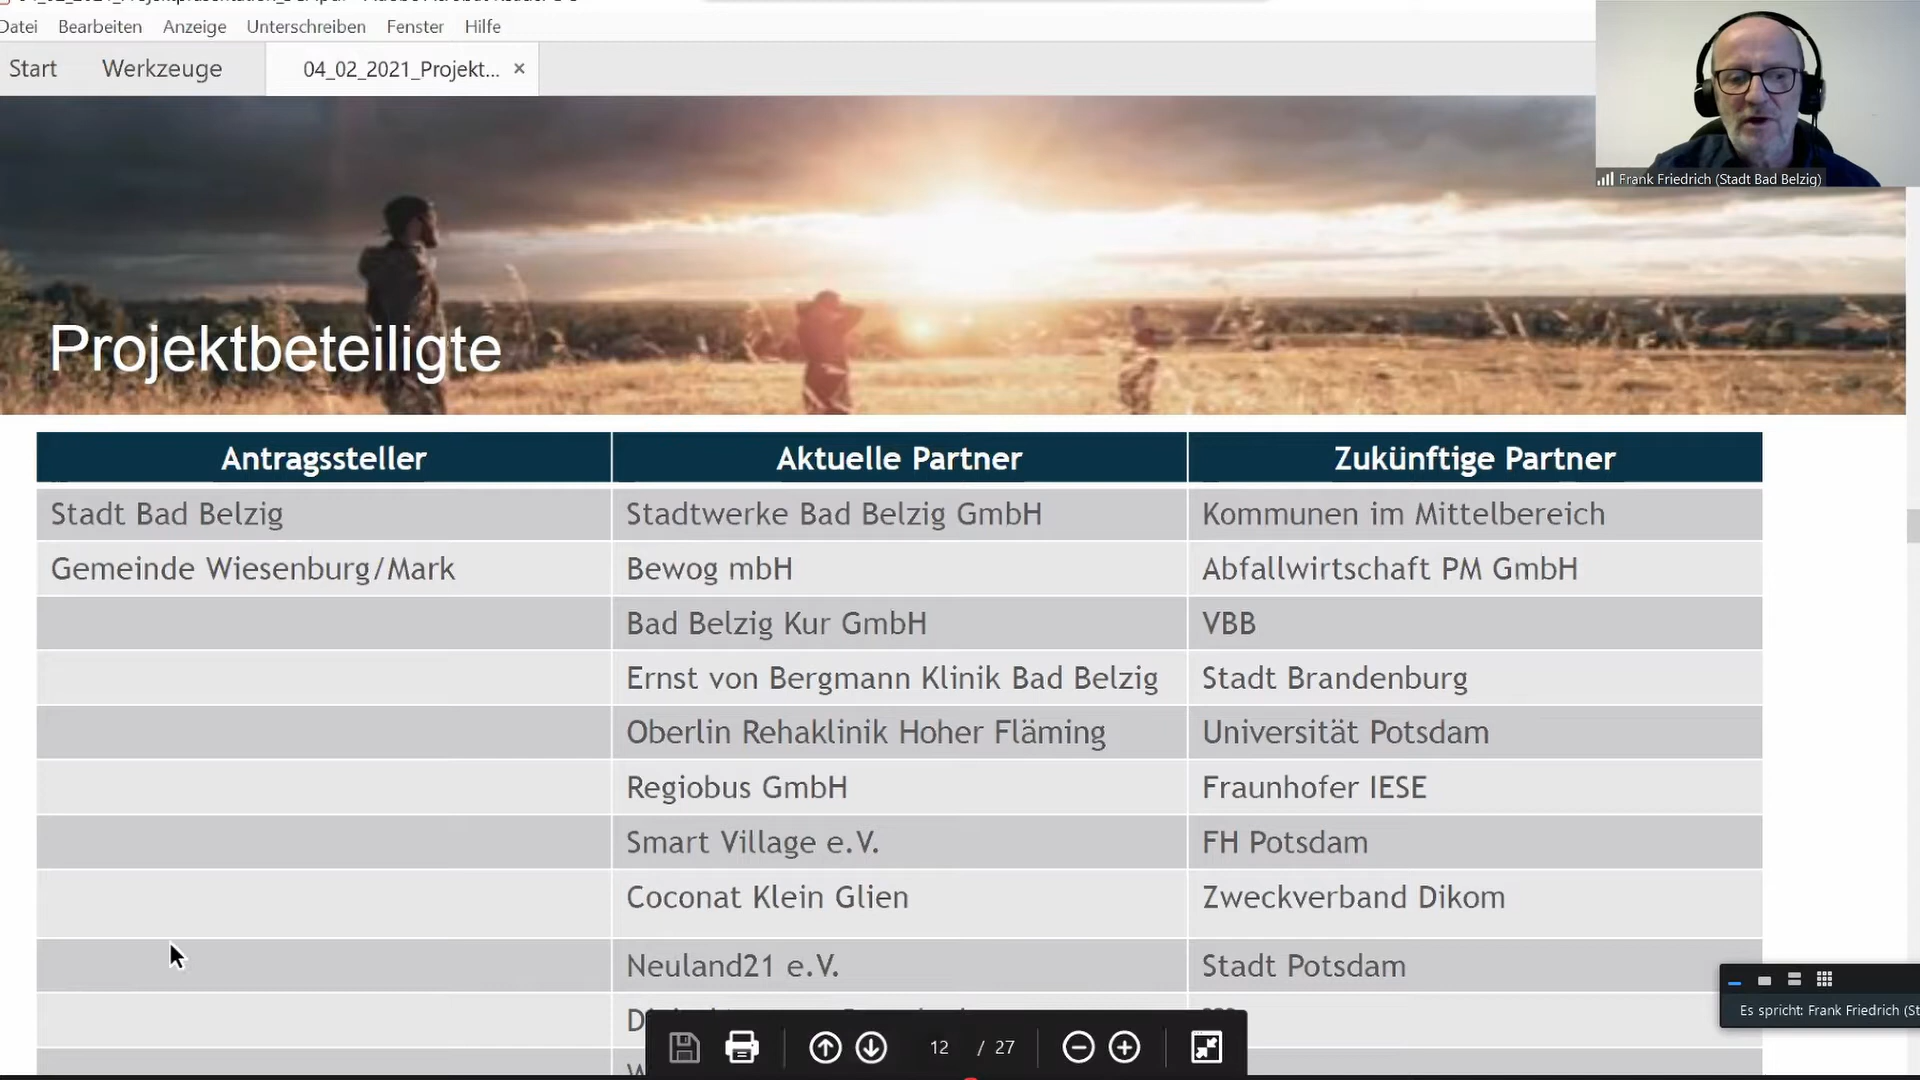 Datei Bearbeiten Anzeige Unterschreiben Fenster Hilfe
Start Werkzeuge 04_02_2021_Projekt... ×
Frank Friedrich (Stadt Bad Belzig)
Projektbeteiligte
Antragssteller Aktuelle Partner Zukünftige Partner
Stadt Bad Belzig Stadtwerke Bad Belzig GmbH Kommunen im Mittelbereich
Gemeinde Wiesenburg/Mark Bewog mbH Abfallwirtschaft PM GmbH
Bad Belzig Kur GmbH VBB
Ernst von Bergmann Klinik Bad Belzig Stadt Brandenburg
Oberlin Rehaklinik Hoher Fläming Universität Potsdam
Regiobus GmbH Fraunhofer IESE
Smart Village e.V. FH Potsdam
Coconat Klein Glien Zweckverband Dikom
Neuland21 e.V. Stadt Potsdam
Es spricht: Frank Friedrich (St
12 / 27